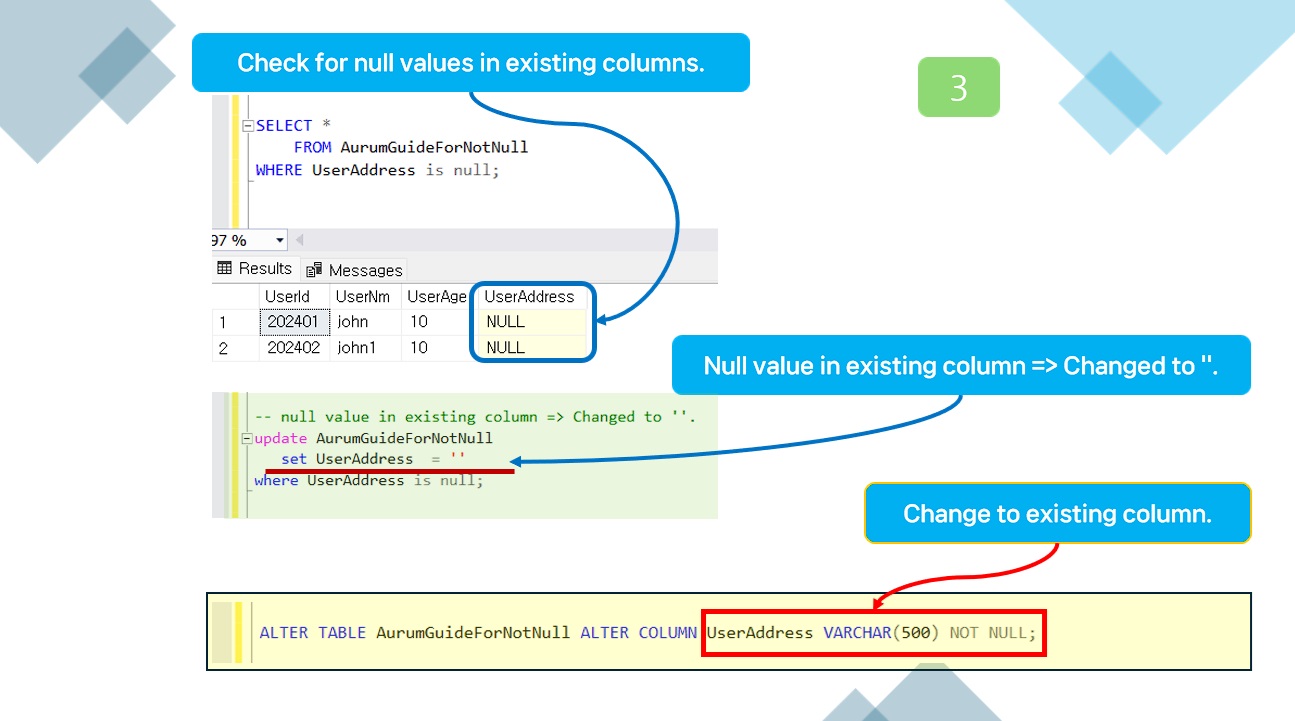 Check for null values in existing columns.
3
SELECT *
FROM AurumGuideForNotNull
WHERE UserAddress is null;
97 %
Results Messages
UserId UserNm UserAge UserAddress
1 202401 john 10 NULL
2 202402 john1 10 NULL
Null value in existing column => Changed to ''.
-- null value in existing column => Changed to ''.
update AurumGuideForNotNull
set UserAddress = ''
where UserAddress is null;
Change to existing column.
ALTER TABLE AurumGuideForNotNull ALTER COLUMN UserAddress VARCHAR(500) NOT NULL;